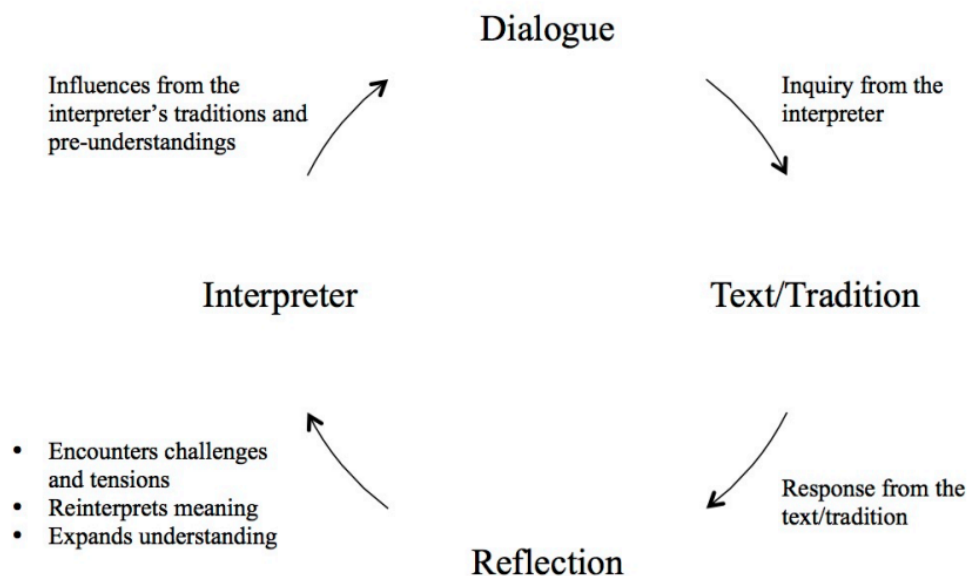 Dialogue
Influences from the
interpreter’s traditions and
pre-understandings
Inquiry from the
interpreter
Interpreter
Text/Tradition
• Encounters challenges
and tensions
• Reinterprets meaning
• Expands understanding
Response from the
text/tradition
Reflection